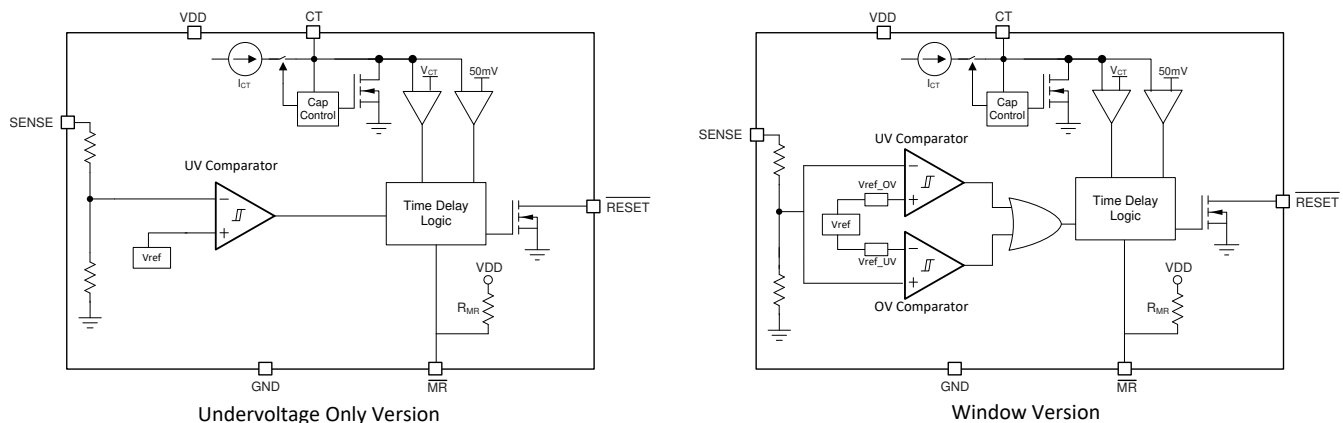 VDD
CT
I_CT
V_CT
50mV
Cap
Control
SENSE
UV Comparator
Time Delay
Logic
RESET
Vref
VDD
R_MR
GND
MR
Undervoltage Only Version
VDD
CT
I_CT
V_CT
50mV
Cap
Control
SENSE
UV Comparator
Vref_OV
Time Delay
Logic
RESET
Vref
Vref_UV
VDD
R_MR
OV Comparator
GND
MR
Window Version